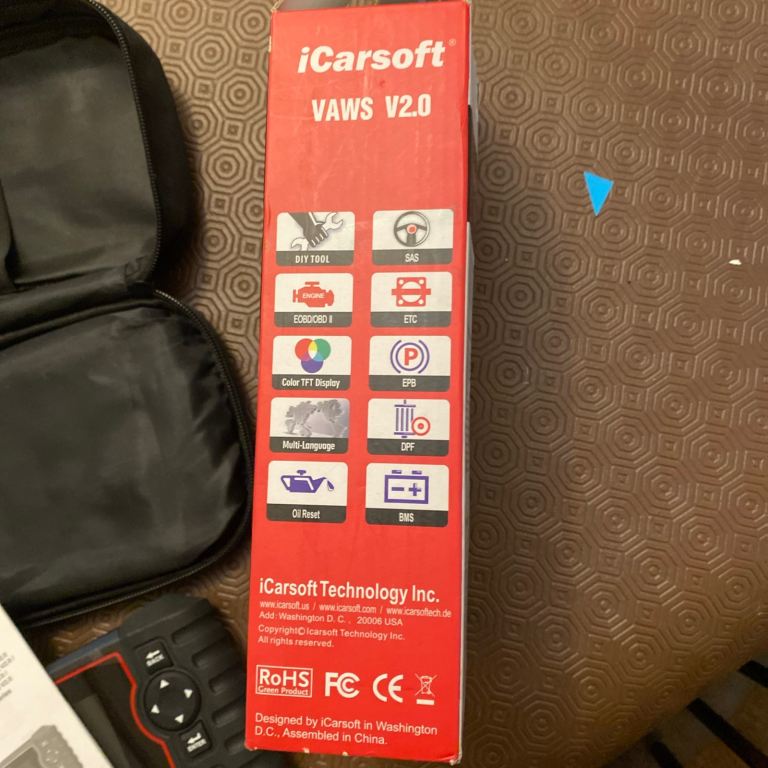 iCarsoft®
VAWS V2.0
DIY TOOL
SAS
ENGINE
EOBD/OBD II
ETC
Color TFT Display
P
EPB
Multi-Language
DPF
Oil Reset
BMS
iCarsoft Technology Inc.
www.icarsoft.us / www.icarsoft.com / www.icarsoftech.de
Add: Washington D. C. , 20006 USA
Copyright© Icarsoft Technology Inc.
All rights reserved.
RoHS
Green Product
FC CE
Designed by iCarsoft in Washington
D.C., Assembled in China.
BACK
ENTER